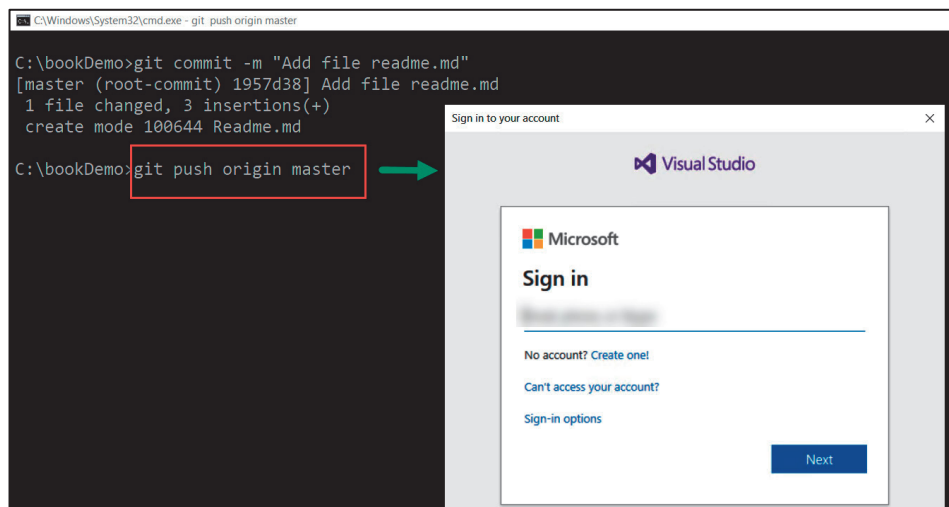 C:\Windows\System32\cmd.exe - git push origin master
C:\bookDemo>git commit -m "Add file readme.md"
[master (root-commit) 1957d38] Add file readme.md
1 file changed, 3 insertions(+)
create mode 100644 Readme.md
C:\bookDemo>git push origin master
Sign in to your account
Visual Studio
Microsoft
Sign in
No account? Create one!
Can't access your account?
Sign-in options
Next